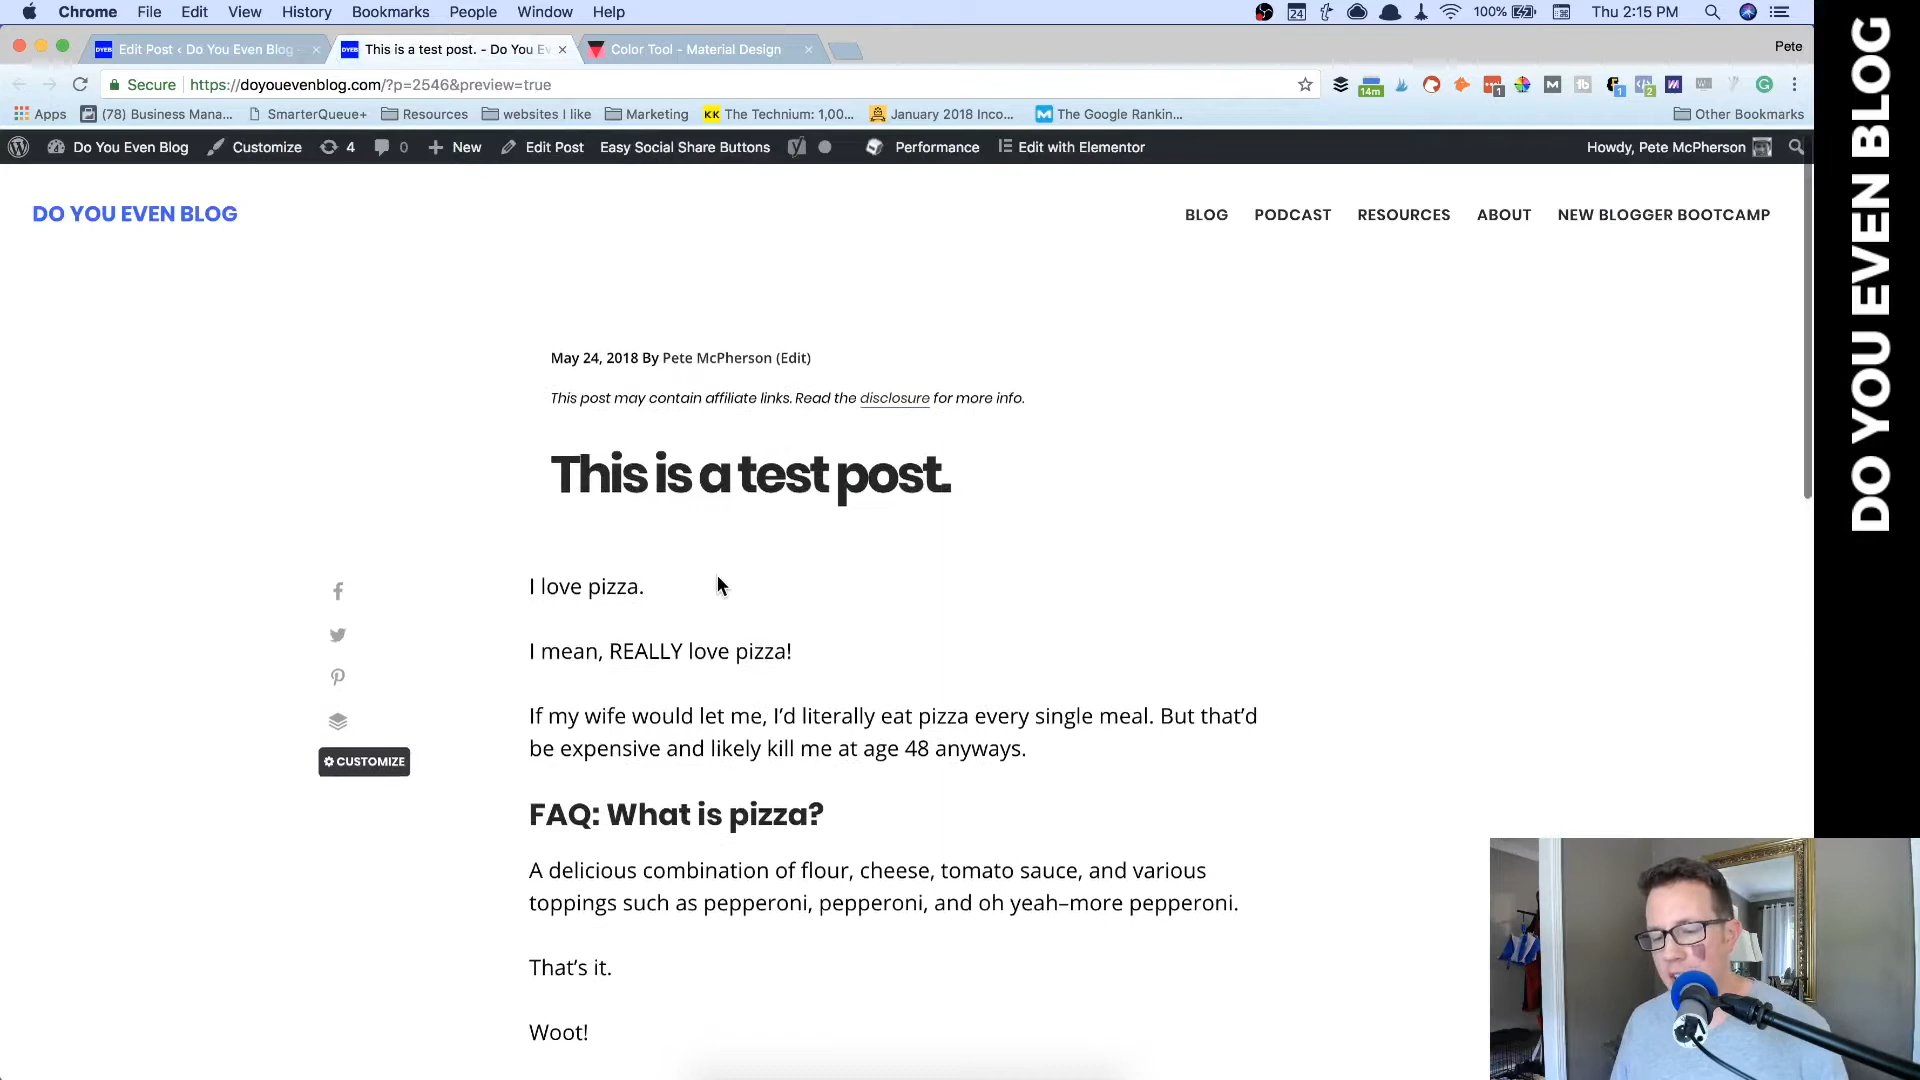 Chrome File Edit View History Bookmarks People Window Help 24 100% Thu 2:15 PM
Edit Post ‹ Do You Even Blog -
This is a test post. - Do You Ev
Color Tool - Material Design
Pete
Secure https://doyouevenblog.com/?p=2546&preview=true
14m 1 1 2
Apps (78) Business Mana... SmarterQueue+ Resources websites I like Marketing KK The Technium: 1,00... January 2018 Inco... The Google Rankin... Other Bookmarks
Do You Even Blog Customize 4 0 New Edit Post Easy Social Share Buttons Performance Edit with Elementor Howdy, Pete McPherson
DO YOU EVEN BLOG
BLOG PODCAST RESOURCES ABOUT NEW BLOGGER BOOTCAMP
May 24, 2018 By Pete McPherson (Edit)
This post may contain affiliate links. Read the disclosure for more info.
This is a test post.
I love pizza.
I mean, REALLY love pizza!
If my wife would let me, I'd literally eat pizza every single meal. But that'd
be expensive and likely kill me at age 48 anyways.
CUSTOMIZE
FAQ: What is pizza?
A delicious combination of flour, cheese, tomato sauce, and various
toppings such as pepperoni, pepperoni, and oh yeah–more pepperoni.
That's it.
Woot!
DO YOU EVEN BLOG